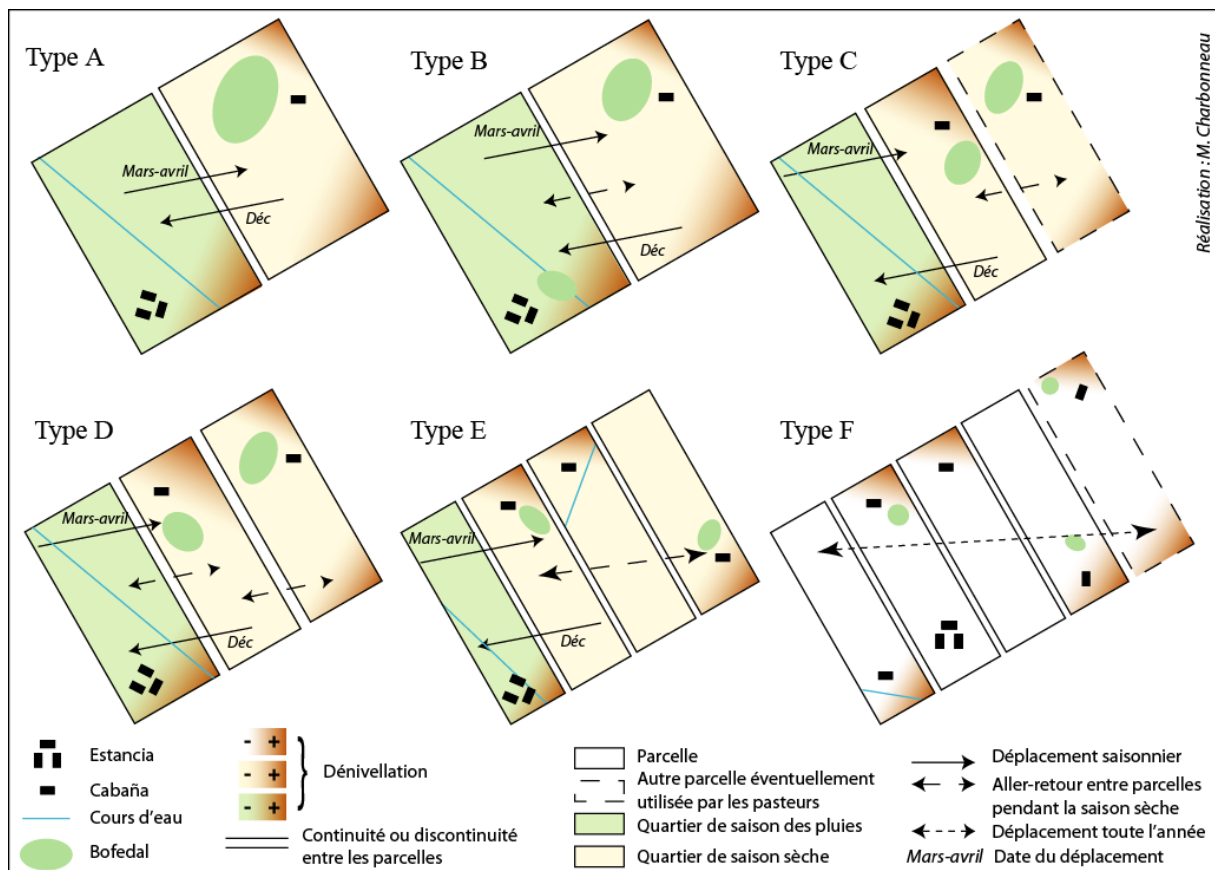 Type A
Mars-avril
Déc
Type B
Mars-avril
Déc
Type C
Mars-avril
Déc
Réalisation : M. Charbonneau
Type D
Mars-avril
Déc
Type E
Mars-avril
Déc
Type F
Estancia
Cabaña
Cours d'eau
Bofedal
- +
- +
- +
Dénivellation
Continuité ou discontinuité
entre les parcelles
Parcelle
Autre parcelle éventuellement
utilisée par les pasteurs
Quartier de saison des pluies
Quartier de saison sèche
Déplacement saisonnier
Aller-retour entre parcelles
pendant la saison sèche
Déplacement toute l'année
Mars-avril Date du déplacement